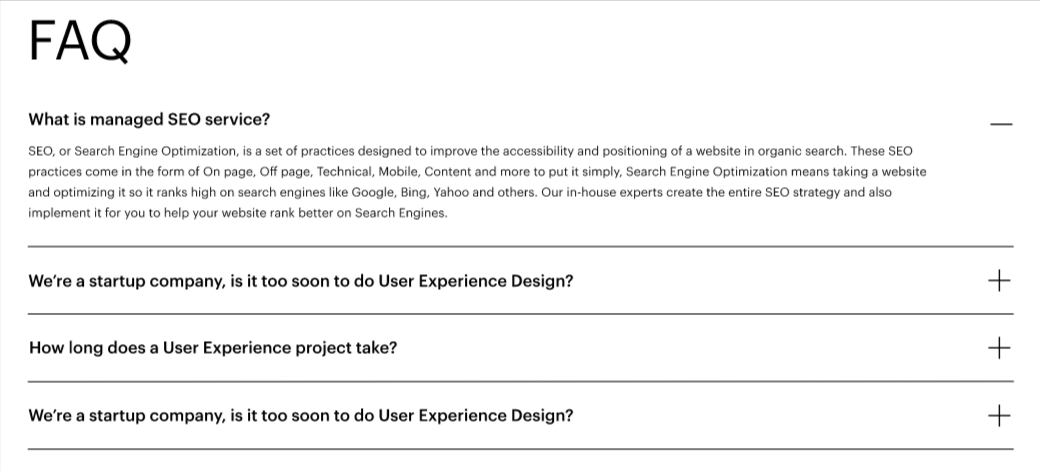 FAQ
What is managed SEO service?
SEO, or Search Engine Optimization, is a set of practices designed to improve the accessibility and positioning of a website in organic search. These SEO
practices come in the form of On page, Off page, Technical, Mobile, Content and more to put it simply, Search Engine Optimization means taking a website
and optimizing it so it ranks high on search engines like Google, Bing, Yahoo and others. Our in-house experts create the entire SEO strategy and also
implement it for you to help your website rank better on Search Engines.
We’re a startup company, is it too soon to do User Experience Design?
How long does a User Experience project take?
We’re a startup company, is it too soon to do User Experience Design?